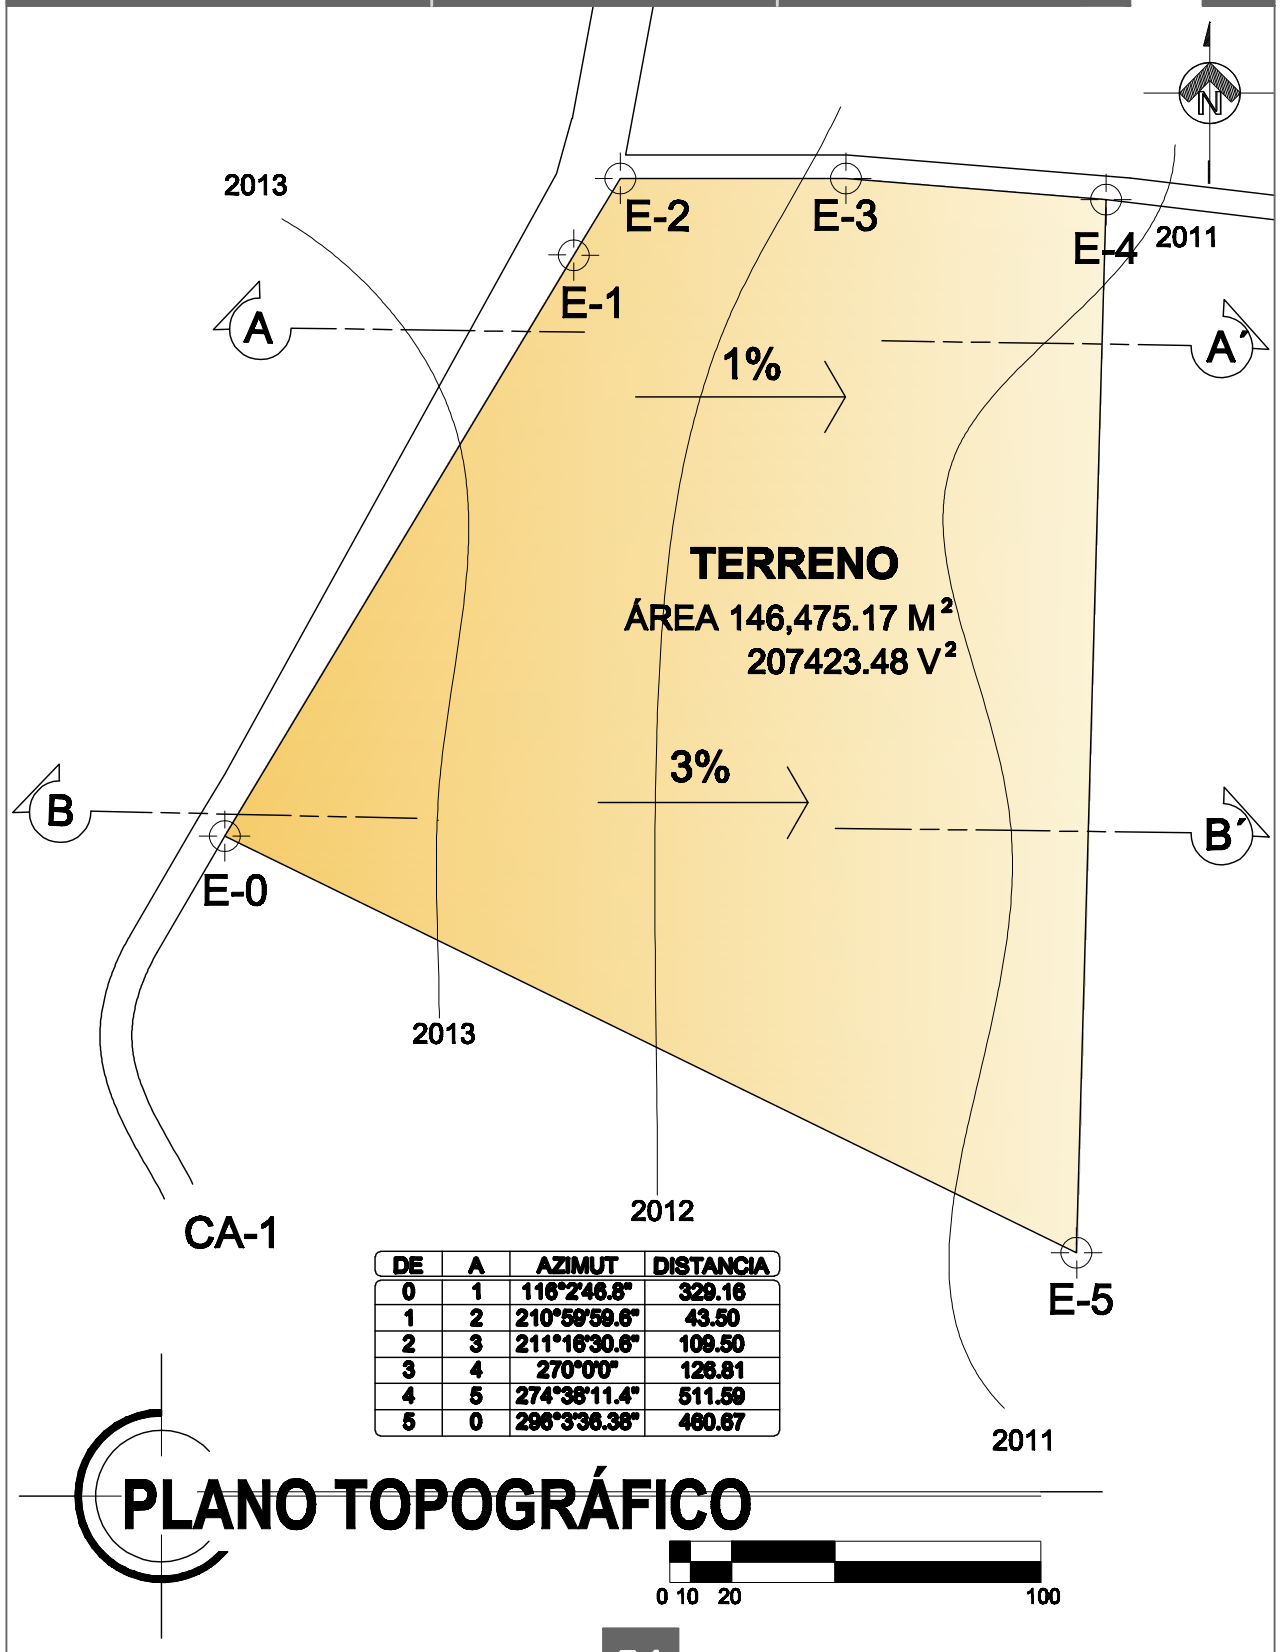 N
2013
E-2
E-3
E-4
2011
E-1
A
A´
1%
TERRENO
ÁREA 146,475.17 M²
207423.48 V²
3%
B
B´
E-0
2013
2012
CA-1
E-5
DE A AZIMUT DISTANCIA
0 1 116°2'46.8" 329.16
1 2 210°59'59.6" 43.50
2 3 211°16'30.6" 109.50
3 4 270°0'0" 126.81
4 5 274°38'11.4" 511.59
5 0 296°3'36.38" 460.67
2011
PLANO TOPOGRÁFICO
0 10 20 100